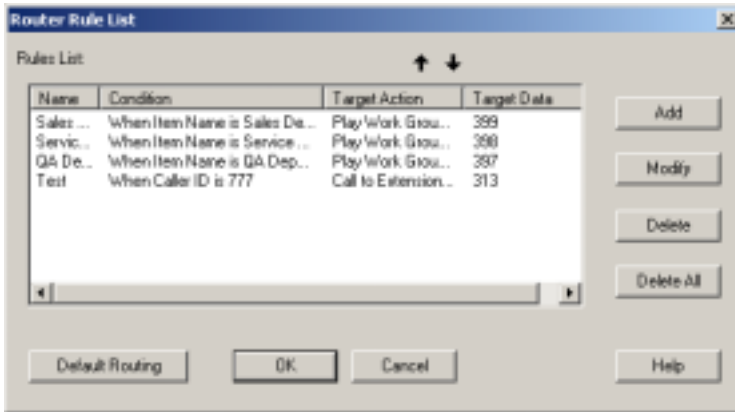 Router Rule List
Rules List
Name Condition Target Action Target Data
Sales ... When Item Name is Sales De... Play Work Grou... 399
Servic... When Item Name is Service ... Play Work Grou... 398
QA De... When Item Name is QA Dep... Play Work Grou... 397
Test When Caller ID is 777 Call to Extension... 313
Add
Modify
Delete
Delete All
Default Routing OK Cancel Help